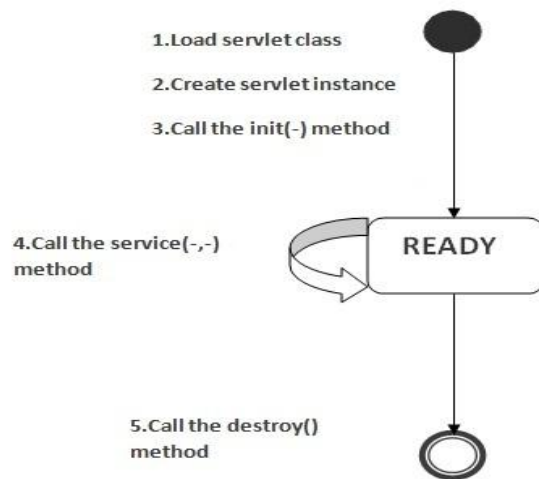 1.Load servlet class
2.Create servlet instance
3.Call the init(-) method
4.Call the service(-,-)
method
READY
5.Call the destroy()
method